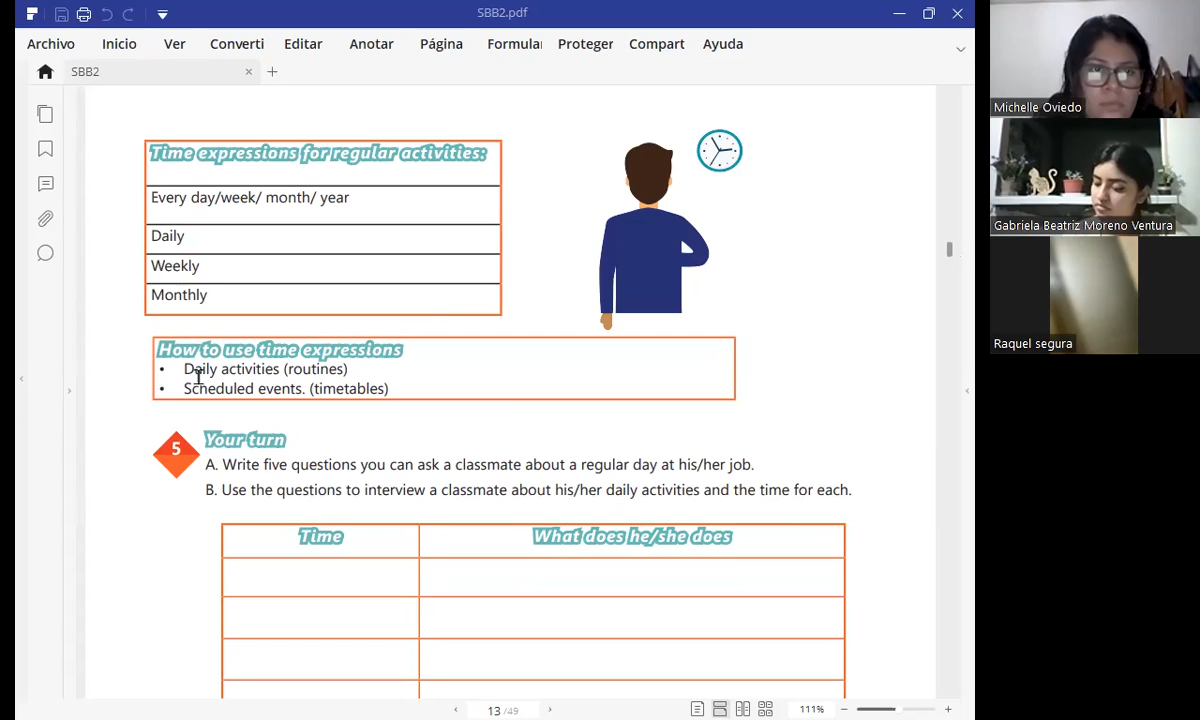 SBB2.pdf
Archivo Inicio Ver Converti Editar Anotar Página Formular Proteger Compart Ayuda
SBB2
Time expressions for regular activities:
Every day/week/ month/ year
Daily
Weekly
Monthly
How to use time expressions
• Daily activities (routines)
• Scheduled events. (timetables)
5 Your turn
A. Write five questions you can ask a classmate about a regular day at his/her job.
B. Use the questions to interview a classmate about his/her daily activities and the time for each.
Time What does he/she does
13 /49
111%
Michelle Oviedo
Gabriela Beatriz Moreno Ventura
Raquel segura